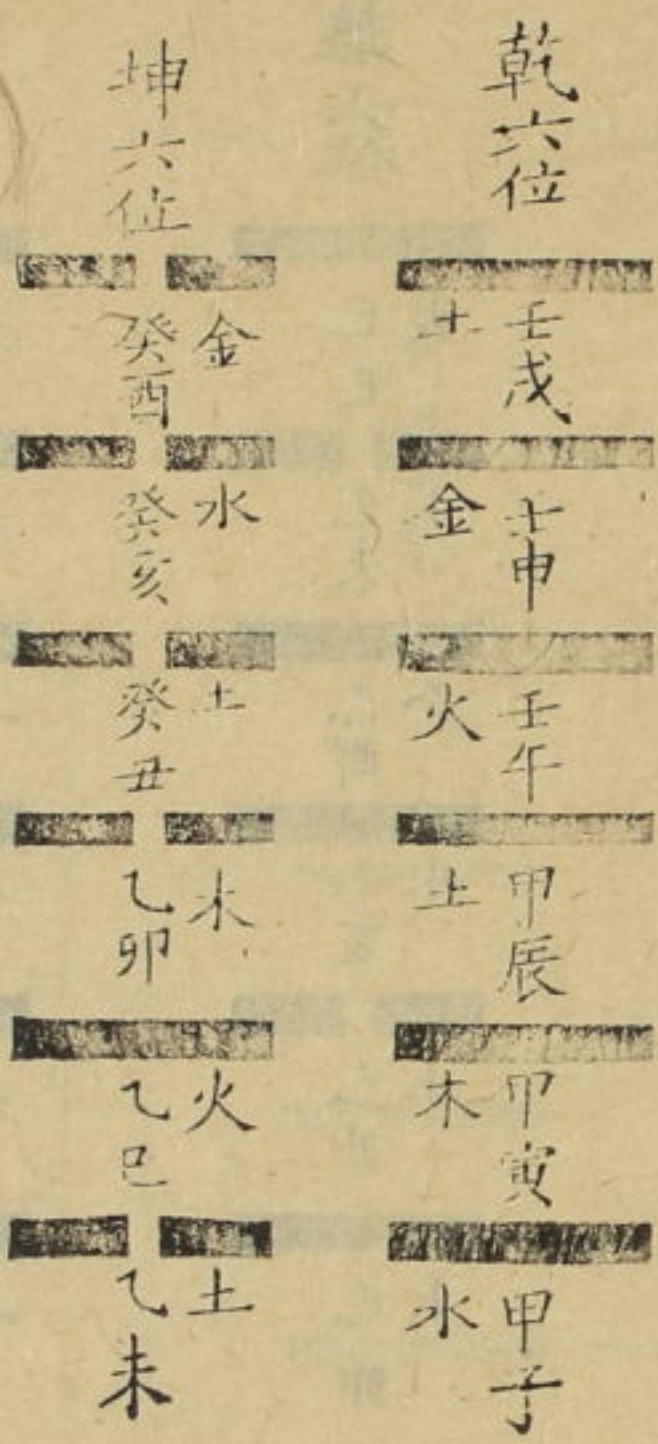 乾六位
壬戌
土
壬申
金
壬午
火
甲辰
土
甲寅
木
甲子
水
坤六位
金
癸酉
水
癸亥
土
癸丑
木
乙卯
火
乙巳
土
乙未